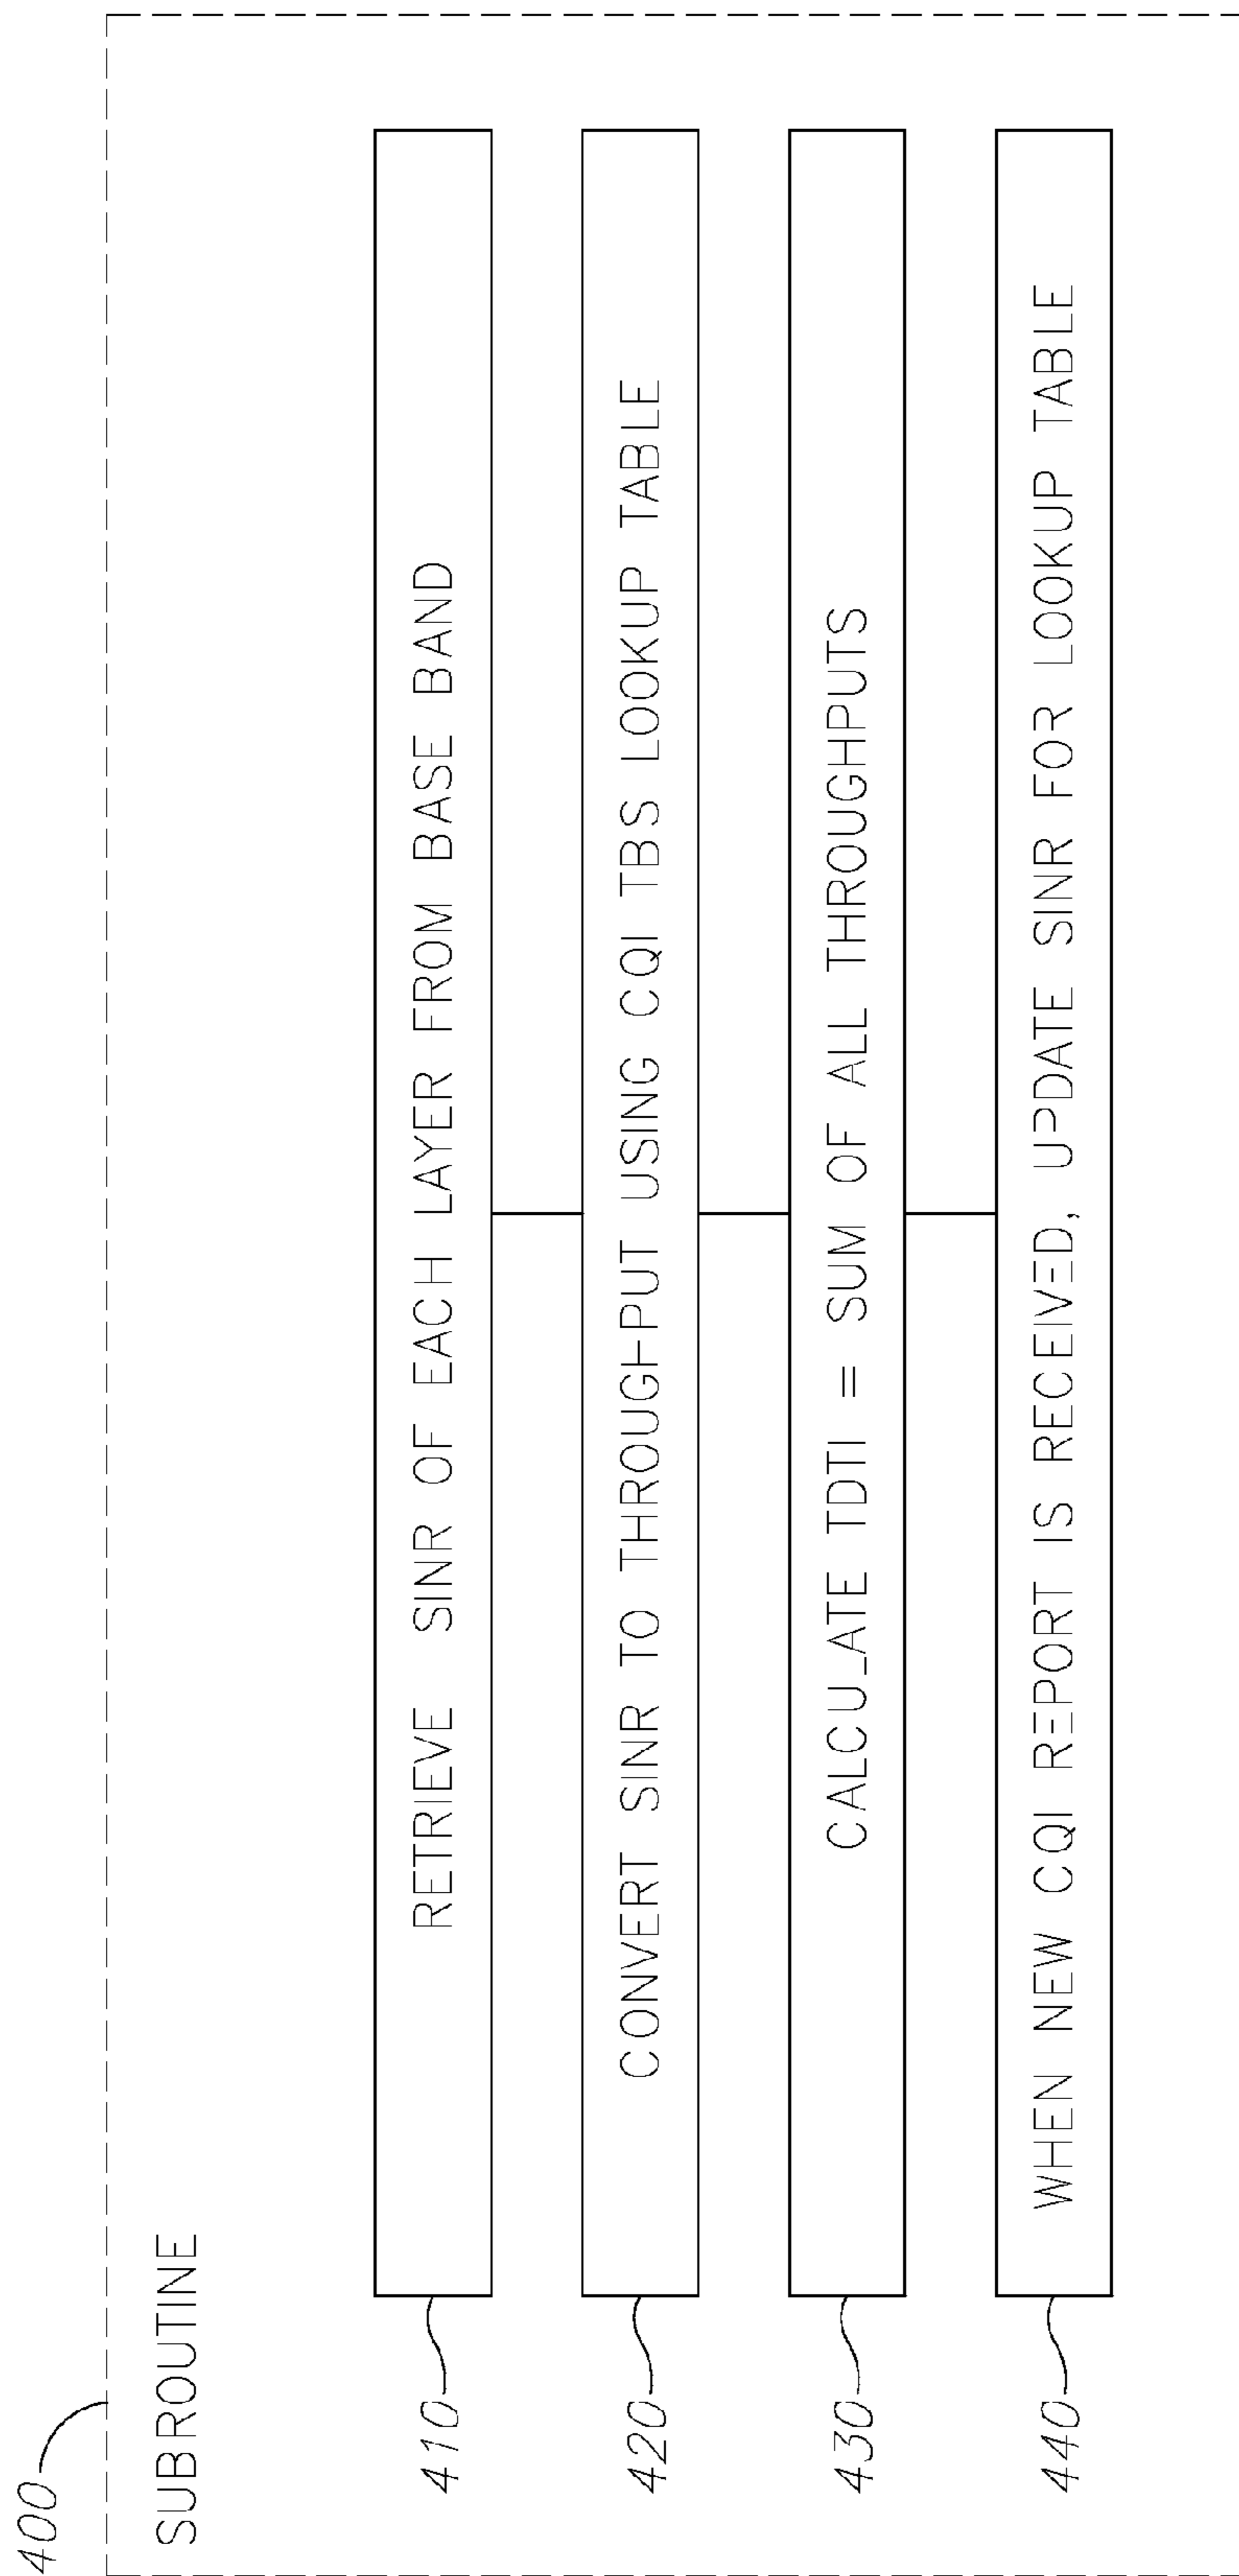 400
SUBROUTINE
410
RETRIEVE SINR OF EACH LAYER FROM BASE BAND
420
CONVERT SINR TO THROUGHPUT USING CQI TBS LOOKUP TABLE
430
CALCULATE TDTI = SUM OF ALL THROUGHPUTS
440
WHEN NEW CQI REPORT IS RECEIVED, UPDATE SINR FOR LOOKUP TABLE